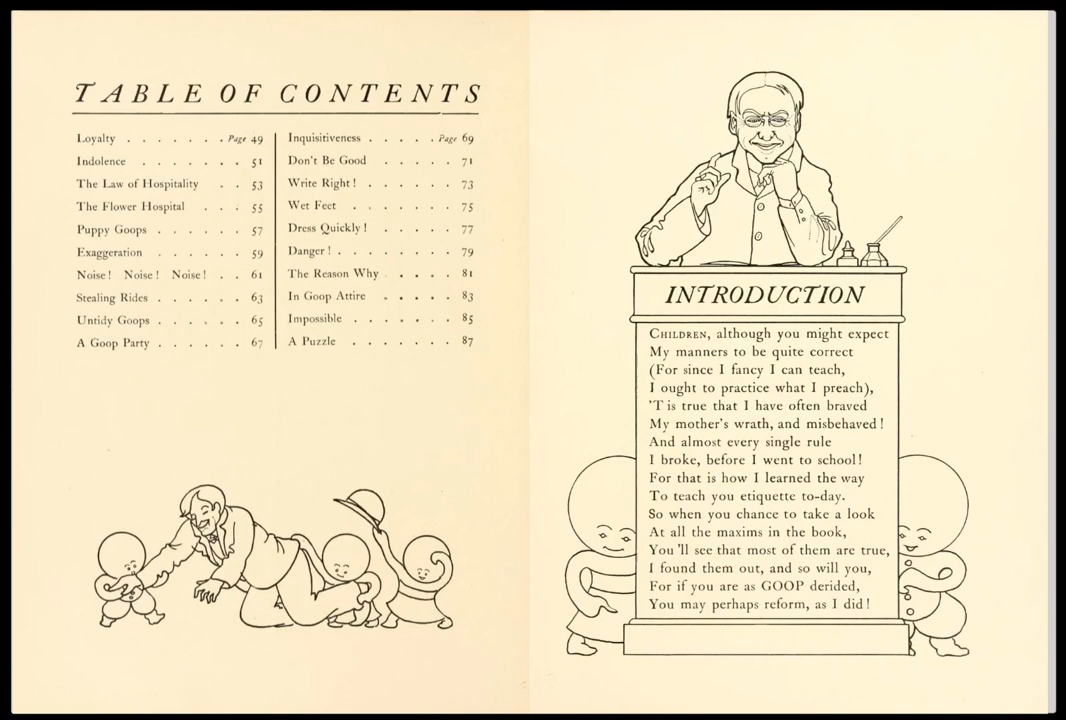 TABLE OF CONTENTS
Loyalty . . . . . . . Page 49
Indolence . . . . . . . 51
The Law of Hospitality . . 53
The Flower Hospital . . . 55
Puppy Goops . . . . . . 57
Exaggeration . . . . . . 59
Noise! Noise! Noise! . . 61
Stealing Rides . . . . . . 63
Untidy Goops . . . . . . 65
A Goop Party . . . . . . 67
Inquisitiveness . . . . . Page 69
Don't Be Good . . . . . 71
Write Right! . . . . . . 73
Wet Feet . . . . . . . 75
Dress Quickly! . . . . . 77
Danger! . . . . . . . . 79
The Reason Why . . . . 81
In Goop Attire . . . . . 83
Impossible . . . . . . . 85
A Puzzle . . . . . . . 87
INTRODUCTION
CHILDREN, although you might expect
My manners to be quite correct
(For since I fancy I can teach,
I ought to practice what I preach),
'T is true that I have often braved
My mother's wrath, and misbehaved!
And almost every single rule
I broke, before I went to school!
For that is how I learned the way
To teach you etiquette to-day.
So when you chance to take a look
At all the maxims in the book,
You 'll see that most of them are true,
I found them out, and so will you,
For if you are as GOOP derided,
You may perhaps reform, as I did!